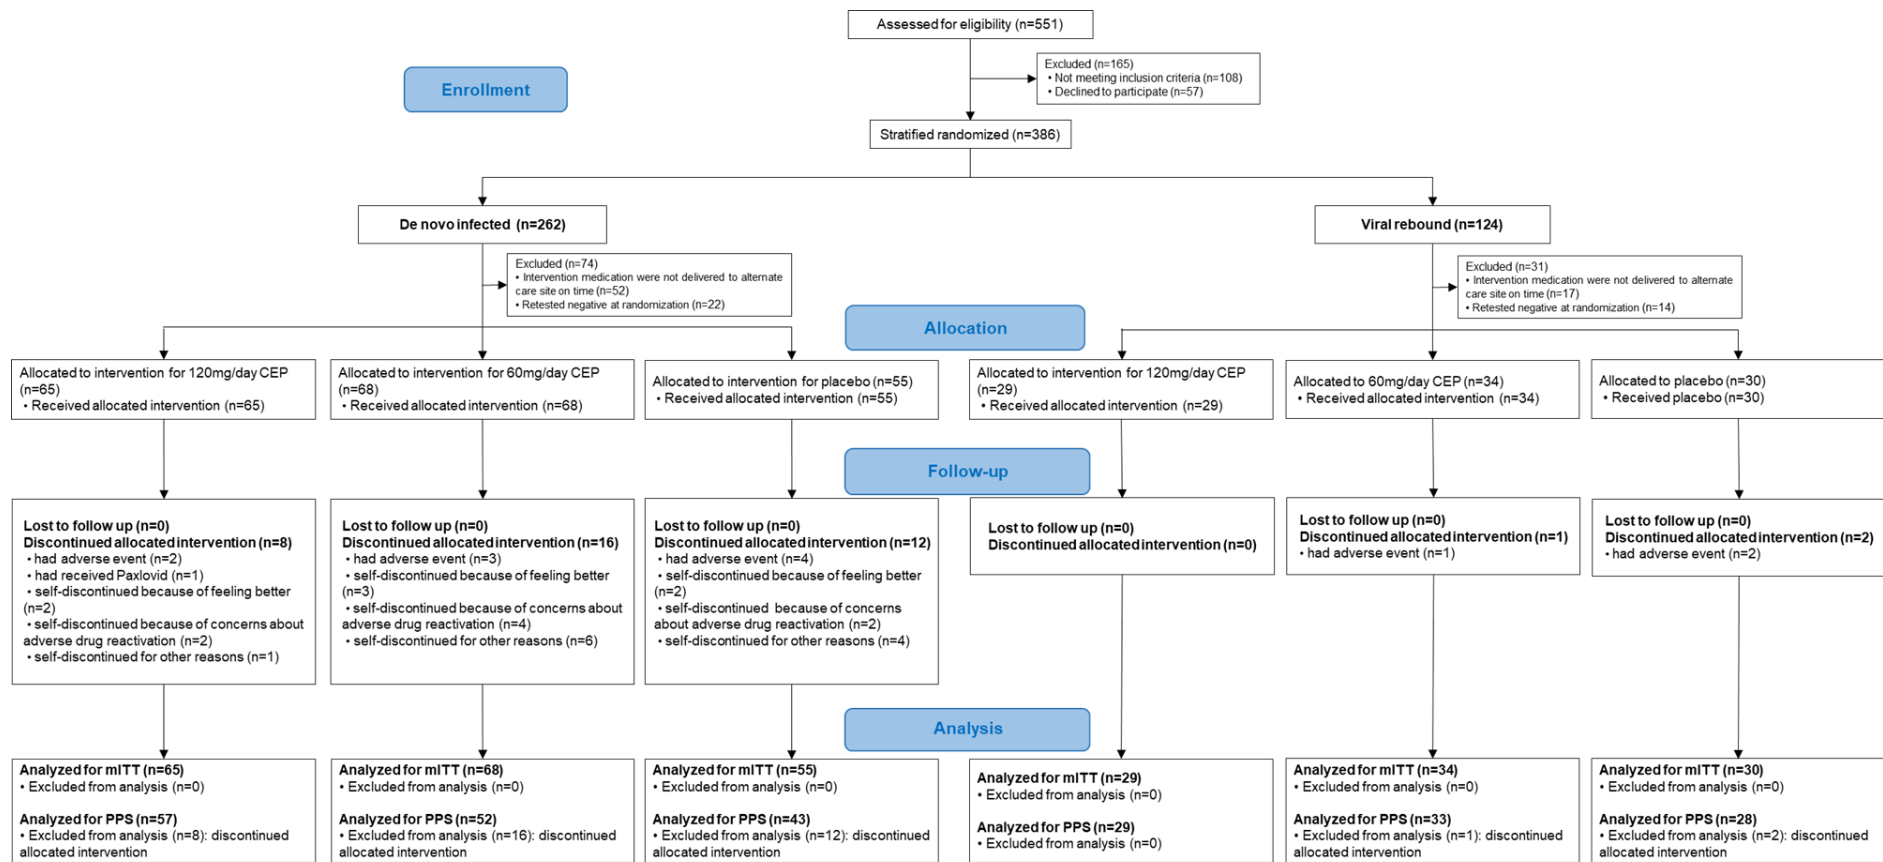 Assessed for eligibility (n=551)
Excluded (n=165)
• Not meeting inclusion criteria (n=108)
• Declined to participate (n=57)
Enrollment
Stratified randomized (n=386)
De novo infected (n=262)
Viral rebound (n=124)
Excluded (n=74)
• Intervention medication were not delivered to alternate
care site on time (n=52)
• Retested negative at randomization (n=22)
Excluded (n=31)
• Intervention medication were not delivered to alternate
care site on time (n=17)
• Retested negative at randomization (n=14)
Allocation
Allocated to intervention for 120mg/day CEP
(n=65)
• Received allocated intervention (n=65)
Allocated to intervention for 60mg/day CEP
(n=68)
• Received allocated intervention (n=68)
Allocated to intervention for placebo (n=55)
• Received allocated intervention (n=55)
Allocated to intervention for 120mg/day CEP
(n=29)
• Received allocated intervention (n=29)
Allocated to 60mg/day CEP (n=34)
• Received allocated intervention (n=34)
Allocated to placebo (n=30)
• Received placebo (n=30)
Follow-up
Lost to follow up (n=0)
Discontinued allocated intervention (n=8)
• had adverse event (n=2)
• had received Paxlovid (n=1)
• self-discontinued because of feeling better
(n=2)
• self-discontinued because of concerns about
adverse drug reactivation (n=2)
• self-discontinued for other reasons (n=1)
Lost to follow up (n=0)
Discontinued allocated intervention (n=16)
• had adverse event (n=3)
• self-discontinued because of feeling better
(n=3)
• self-discontinued because of concerns about
adverse drug reactivation (n=4)
• self-discontinued for other reasons (n=6)
Lost to follow up (n=0)
Discontinued allocated intervention (n=12)
• had adverse event (n=4)
• self-discontinued because of feeling better
(n=2)
• self-discontinued because of concerns
about adverse drug reactivation (n=2)
• self-discontinued for other reasons (n=4)
Lost to follow up (n=0)
Discontinued allocated intervention (n=0)
Lost to follow up (n=0)
Discontinued allocated intervention (n=1)
• had adverse event (n=1)
Lost to follow up (n=0)
Discontinued allocated intervention (n=2)
• had adverse event (n=2)
Analysis
Analyzed for mITT (n=65)
• Excluded from analysis (n=0)
Analyzed for PPS (n=57)
• Excluded from analysis (n=8): discontinued
allocated intervention
Analyzed for mITT (n=68)
• Excluded from analysis (n=0)
Analyzed for PPS (n=52)
• Excluded from analysis (n=16): discontinued
allocated intervention
Analyzed for mITT (n=55)
• Excluded from analysis (n=0)
Analyzed for PPS (n=43)
• Excluded from analysis (n=12): discontinued
allocated intervention
Analyzed for mITT (n=29)
• Excluded from analysis (n=0)
Analyzed for PPS (n=29)
• Excluded from analysis (n=0)
Analyzed for mITT (n=34)
• Excluded from analysis (n=0)
Analyzed for PPS (n=33)
• Excluded from analysis (n=1): discontinued
allocated intervention
Analyzed for mITT (n=30)
• Excluded from analysis (n=0)
Analyzed for PPS (n=28)
• Excluded from analysis (n=2): discontinued
allocated intervention